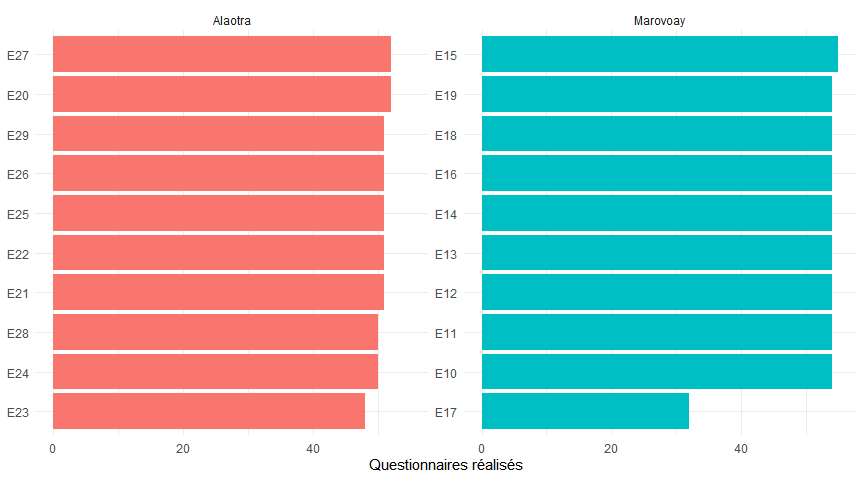 Alaotra
E27
E20
E29
E26
E25
E22
E21
E28
E24
E23
0 20 40
Marovoay
E15
E19
E18
E16
E14
E13
E12
E11
E10
E17
0 20 40
Questionnaires réalisés